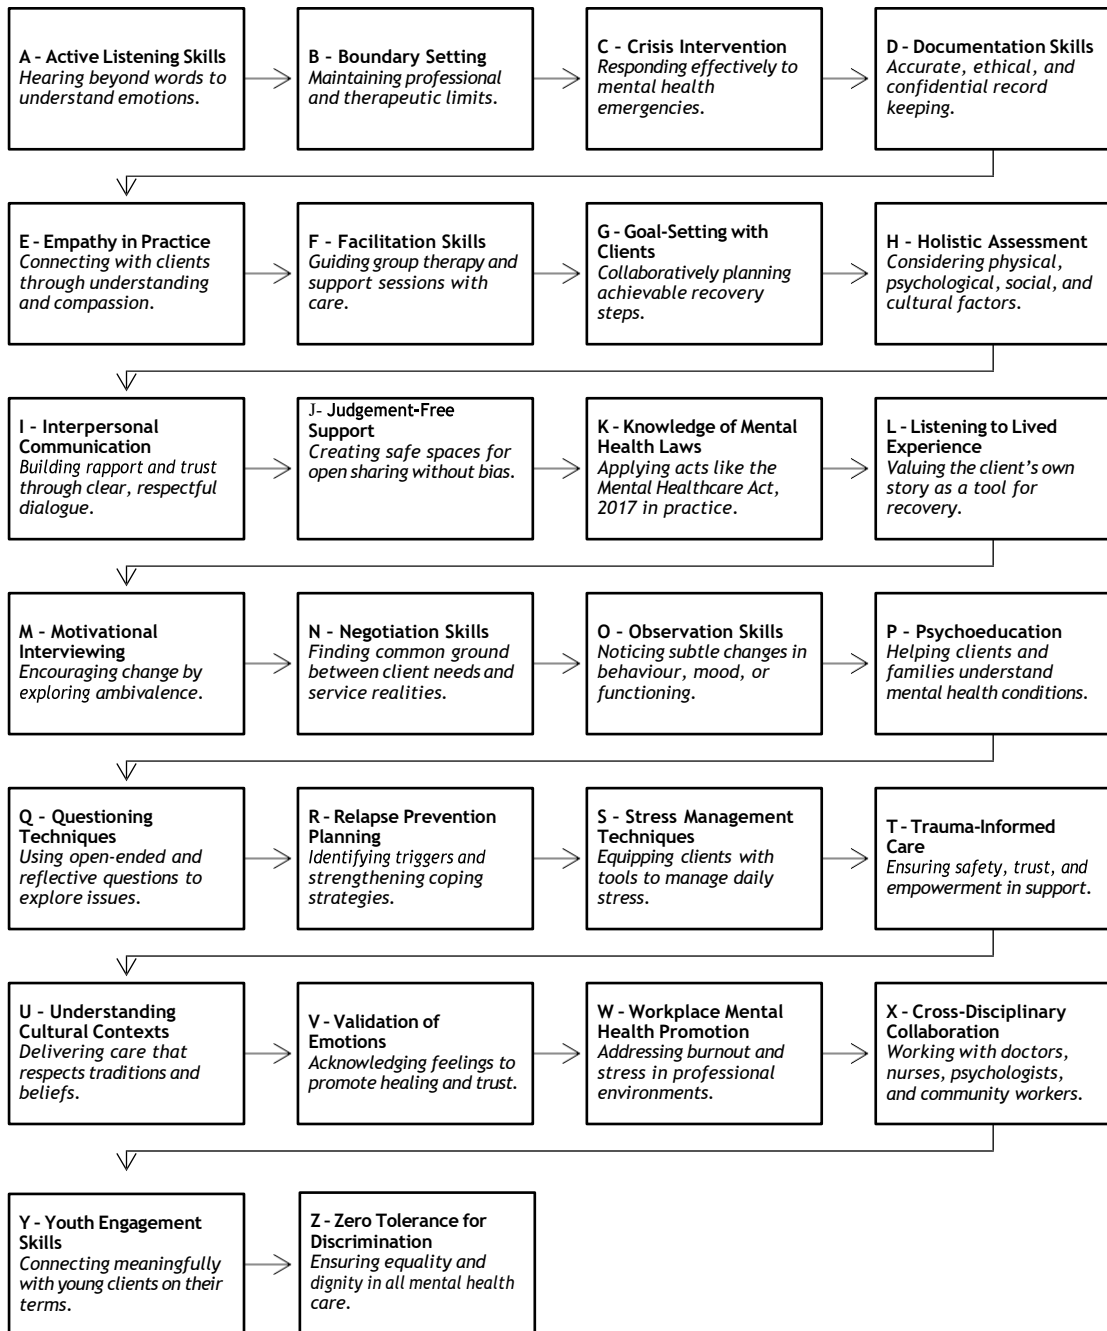 A - Active Listening Skills
Hearing beyond words to
understand emotions.
B - Boundary Setting
Maintaining professional
and therapeutic limits.
C - Crisis Intervention
Responding effectively to
mental health
emergencies.
D - Documentation Skills
Accurate, ethical, and
confidential record
keeping.
E - Empathy in Practice
Connecting with clients
through understanding
and compassion.
F - Facilitation Skills
Guiding group therapy and
support sessions with
care.
G - Goal-Setting with
Clients
Collaboratively planning
achievable recovery
steps.
H - Holistic Assessment
Considering physical,
psychological, social, and
cultural factors.
I - Interpersonal
Communication
Building rapport and trust
through clear, respectful
dialogue.
J- Judgement-Free
Support
Creating safe spaces for
open sharing without bias.
K - Knowledge of Mental
Health Laws
Applying acts like the
Mental Healthcare Act,
2017 in practice.
L - Listening to Lived
Experience
Valuing the client's own
story as a tool for
recovery.
M - Motivational
Interviewing
Encouraging change by
exploring ambivalence.
N - Negotiation Skills
Finding common ground
between client needs and
service realities.
O - Observation Skills
Noticing subtle changes in
behaviour, mood, or
functioning.
P - Psychoeducation
Helping clients and
families understand
mental health conditions.
Q - Questioning
Techniques
Using open-ended and
reflective questions to
explore issues.
R - Relapse Prevention
Planning
Identifying triggers and
strengthening coping
strategies.
S - Stress Management
Techniques
Equipping clients with
tools to manage daily
stress.
T - Trauma-Informed
Care
Ensuring safety, trust, and
empowerment in support.
U - Understanding
Cultural Contexts
Delivering care that
respects traditions and
beliefs.
V - Validation of
Emotions
Acknowledging feelings to
promote healing and trust.
W - Workplace Mental
Health Promotion
Addressing burnout and
stress in professional
environments.
X - Cross-Disciplinary
Collaboration
Working with doctors,
nurses, psychologists,
and community workers.
Y - Youth Engagement
Skills
Connecting meaningfully
with young clients on their
terms.
Z - Zero Tolerance for
Discrimination
Ensuring equality and
dignity in all mental health
care.